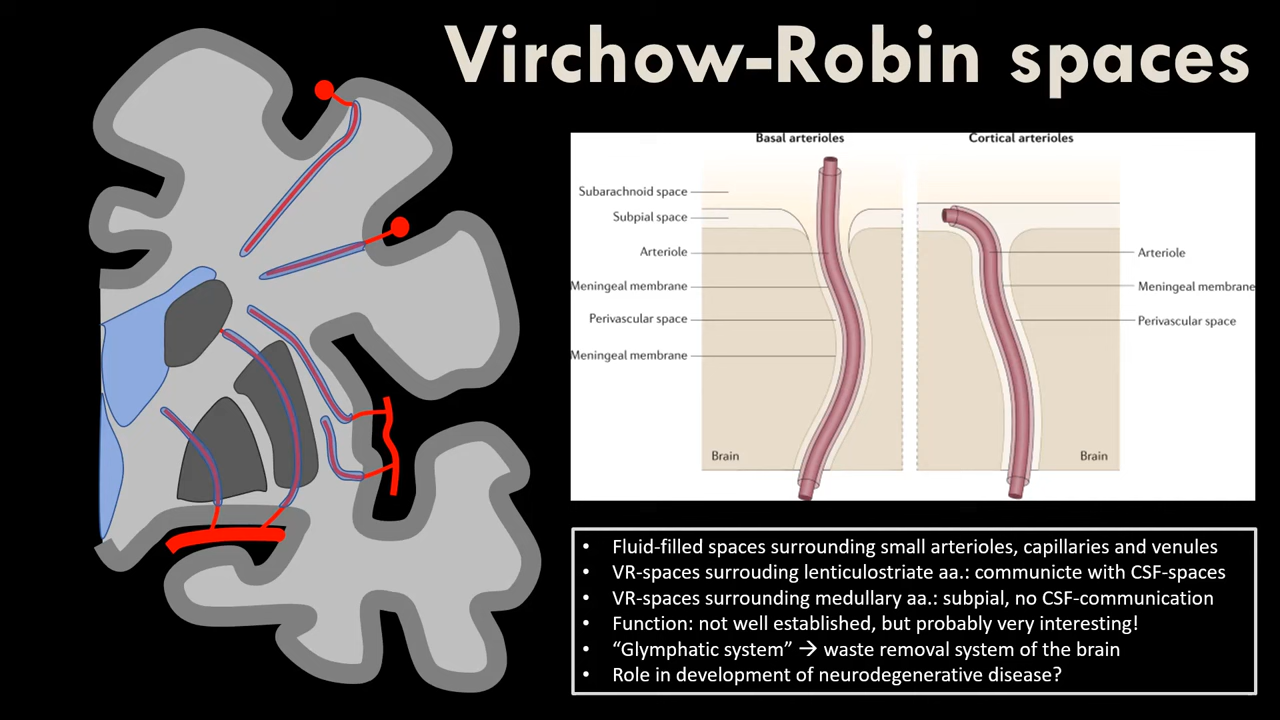 Virchow-Robin spaces
Basal arterioles
Cortical arterioles
Subarachnoid space
Subpial space
Arteriole
Meningeal membrane
Perivascular space
Meningeal membrane
Brain
Arteriole
Meningeal membrane
Perivascular space
Brain
• Fluid-filled spaces surrounding small arterioles, capillaries and venules
• VR-spaces surrouding lenticulostriate aa.: communicte with CSF-spaces
• VR-spaces surrounding medullary aa.: subpial, no CSF-communication
• Function: not well established, but probably very interesting!
• “Glymphatic system” → waste removal system of the brain
• Role in development of neurodegenerative disease?